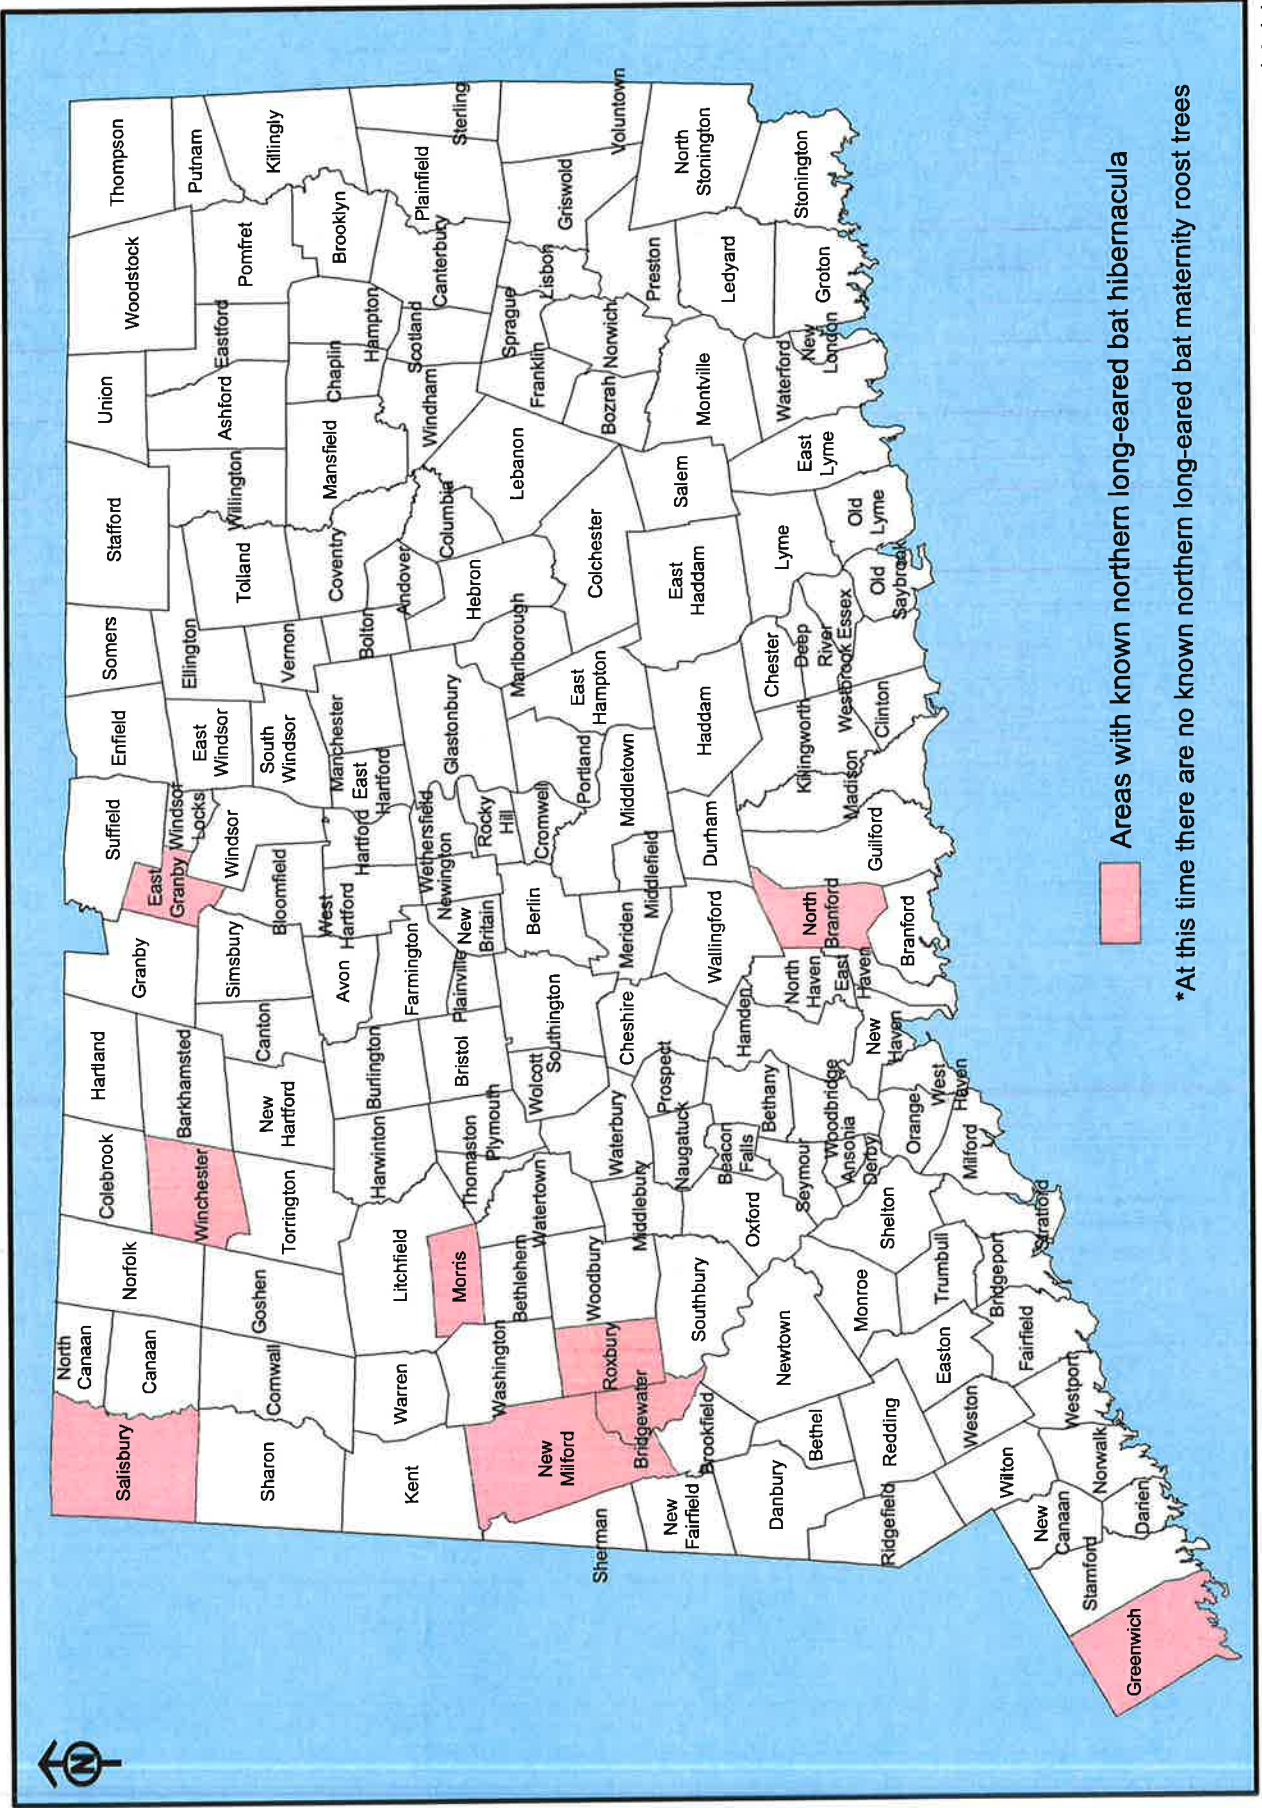 N
North
Canaan
Salisbury
Canaan
Norfolk
Colebrook
Hartland
Granby
Suffield
Enfield
Somers
Stafford
Union
Woodstock
Thompson
Sharon
Cornwall
Goshen
Winchester
Barkhamsted
Canton
Simsbury
East
Granby
Windsor
Locks
Windsor
East
Windsor
Ellington
Tolland
Willington
Ashford
Eastford
Pomfret
Putnam
Killingly
Kent
Warren
Litchfield
Torrington
New
Hartford
Burlington
Avon
Bloomfield
West
Hartford
Hartford
East
Hartford
South
Windsor
Manchester
Vernon
Bolton
Coventry
Andover
Mansfield
Chaplin
Hampton
Brooklyn
Sterling
New
Milford
Washington
Morris
Bethlehem
Harwinton
Thomaston
Plymouth
Bristol
Farmington
Plainville
New
Britain
Newington
Wethersfield
Rocky
Hill
Glastonbury
Marlborough
Hebron
Columbia
Lebanon
Windham
Scotland
Canterbury
Plainfield
Sherman
Bridgewater
Roxbury
Woodbury
Watertown
Middlebury
Waterbury
Wolcott
Southington
Cheshire
Berlin
Meriden
Cromwell
Middlefield
Middletown
Portland
East
Hampton
Colchester
Franklin
Sprague
Bozrah
Norwich
Lisbon
Griswold
Voluntown
New
Fairfield
Brookfield
Southbury
Oxford
Naugatuck
Beacon
Falls
Prospect
Bethany
Hamden
Wallingford
Durham
Haddam
East
Haddam
Salem
Montville
Preston
Ledyard
North
Stonington
Danbury
Bethel
Newtown
Monroe
Shelton
Seymour
Ansonia
Derby
Woodbridge
New
Haven
North
Haven
East
Haven
North
Branford
Branford
Guilford
Madison
Killingworth
Clinton
Westbrook
Chester
Deep
River
Essex
Old
Saybrook
Lyme
Old
Lyme
East
Lyme
Waterford
New
London
Groton
Stonington
Ridgefield
Redding
Easton
Trumbull
Bridgeport
Stratford
Milford
Orange
West
Haven
Wilton
Weston
Westport
Fairfield
Greenwich
Stamford
New
Canaan
Darien
Norwalk
Areas with known northern long-eared bat hibernacula
*At this time there are no known northern long-eared bat maternity roost trees